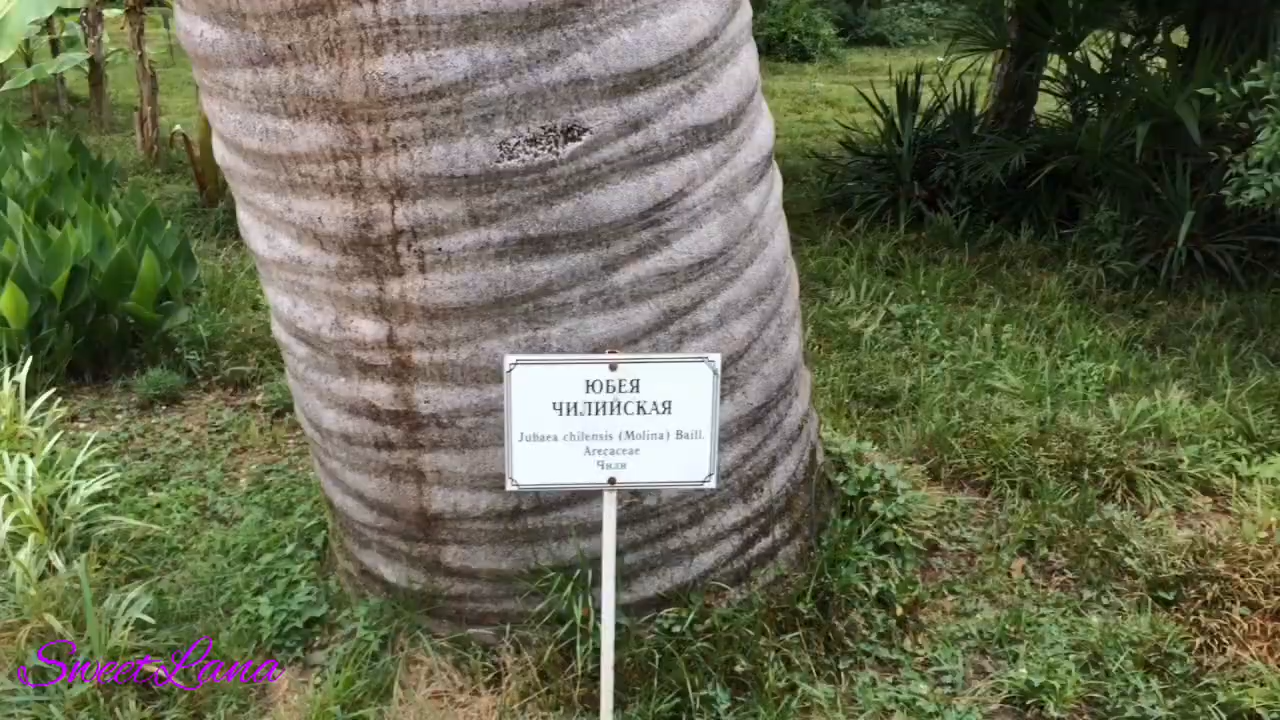 ЮБЕЯ
ЧИЛИЙСКАЯ
Jubaea chilensis (Molina) Baill.
Arecaceae
Чили
SweetLana